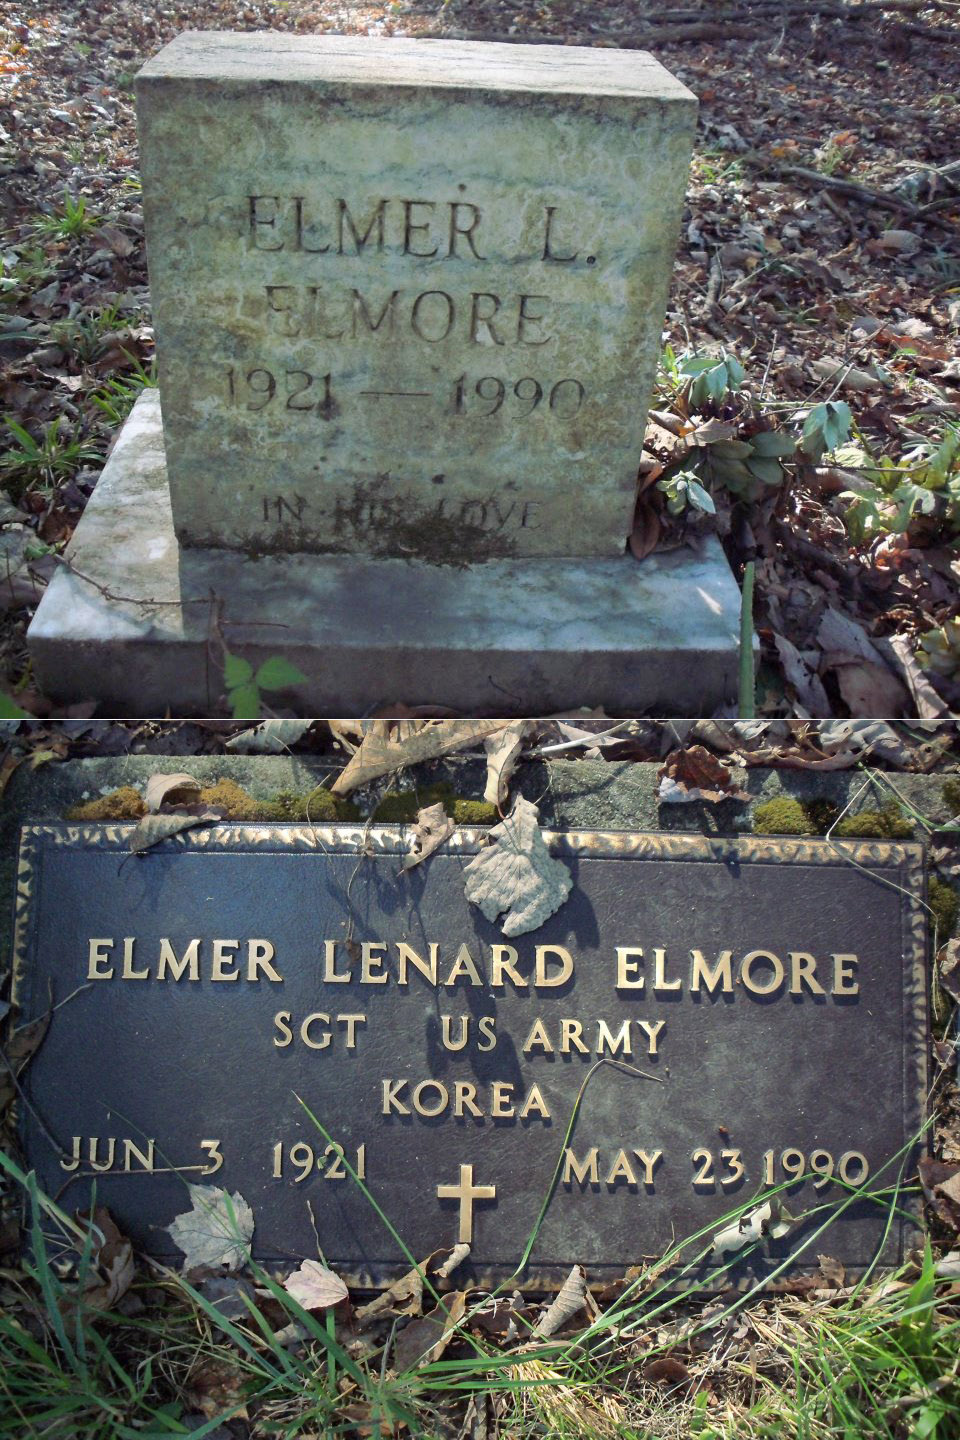 ELMER L.
ELMORE
1921 — 1990
IN HIS LOVE
ELMER LENARD ELMORE
SGT US ARMY
KOREA
JUN 3 1921 MAY 23 1990